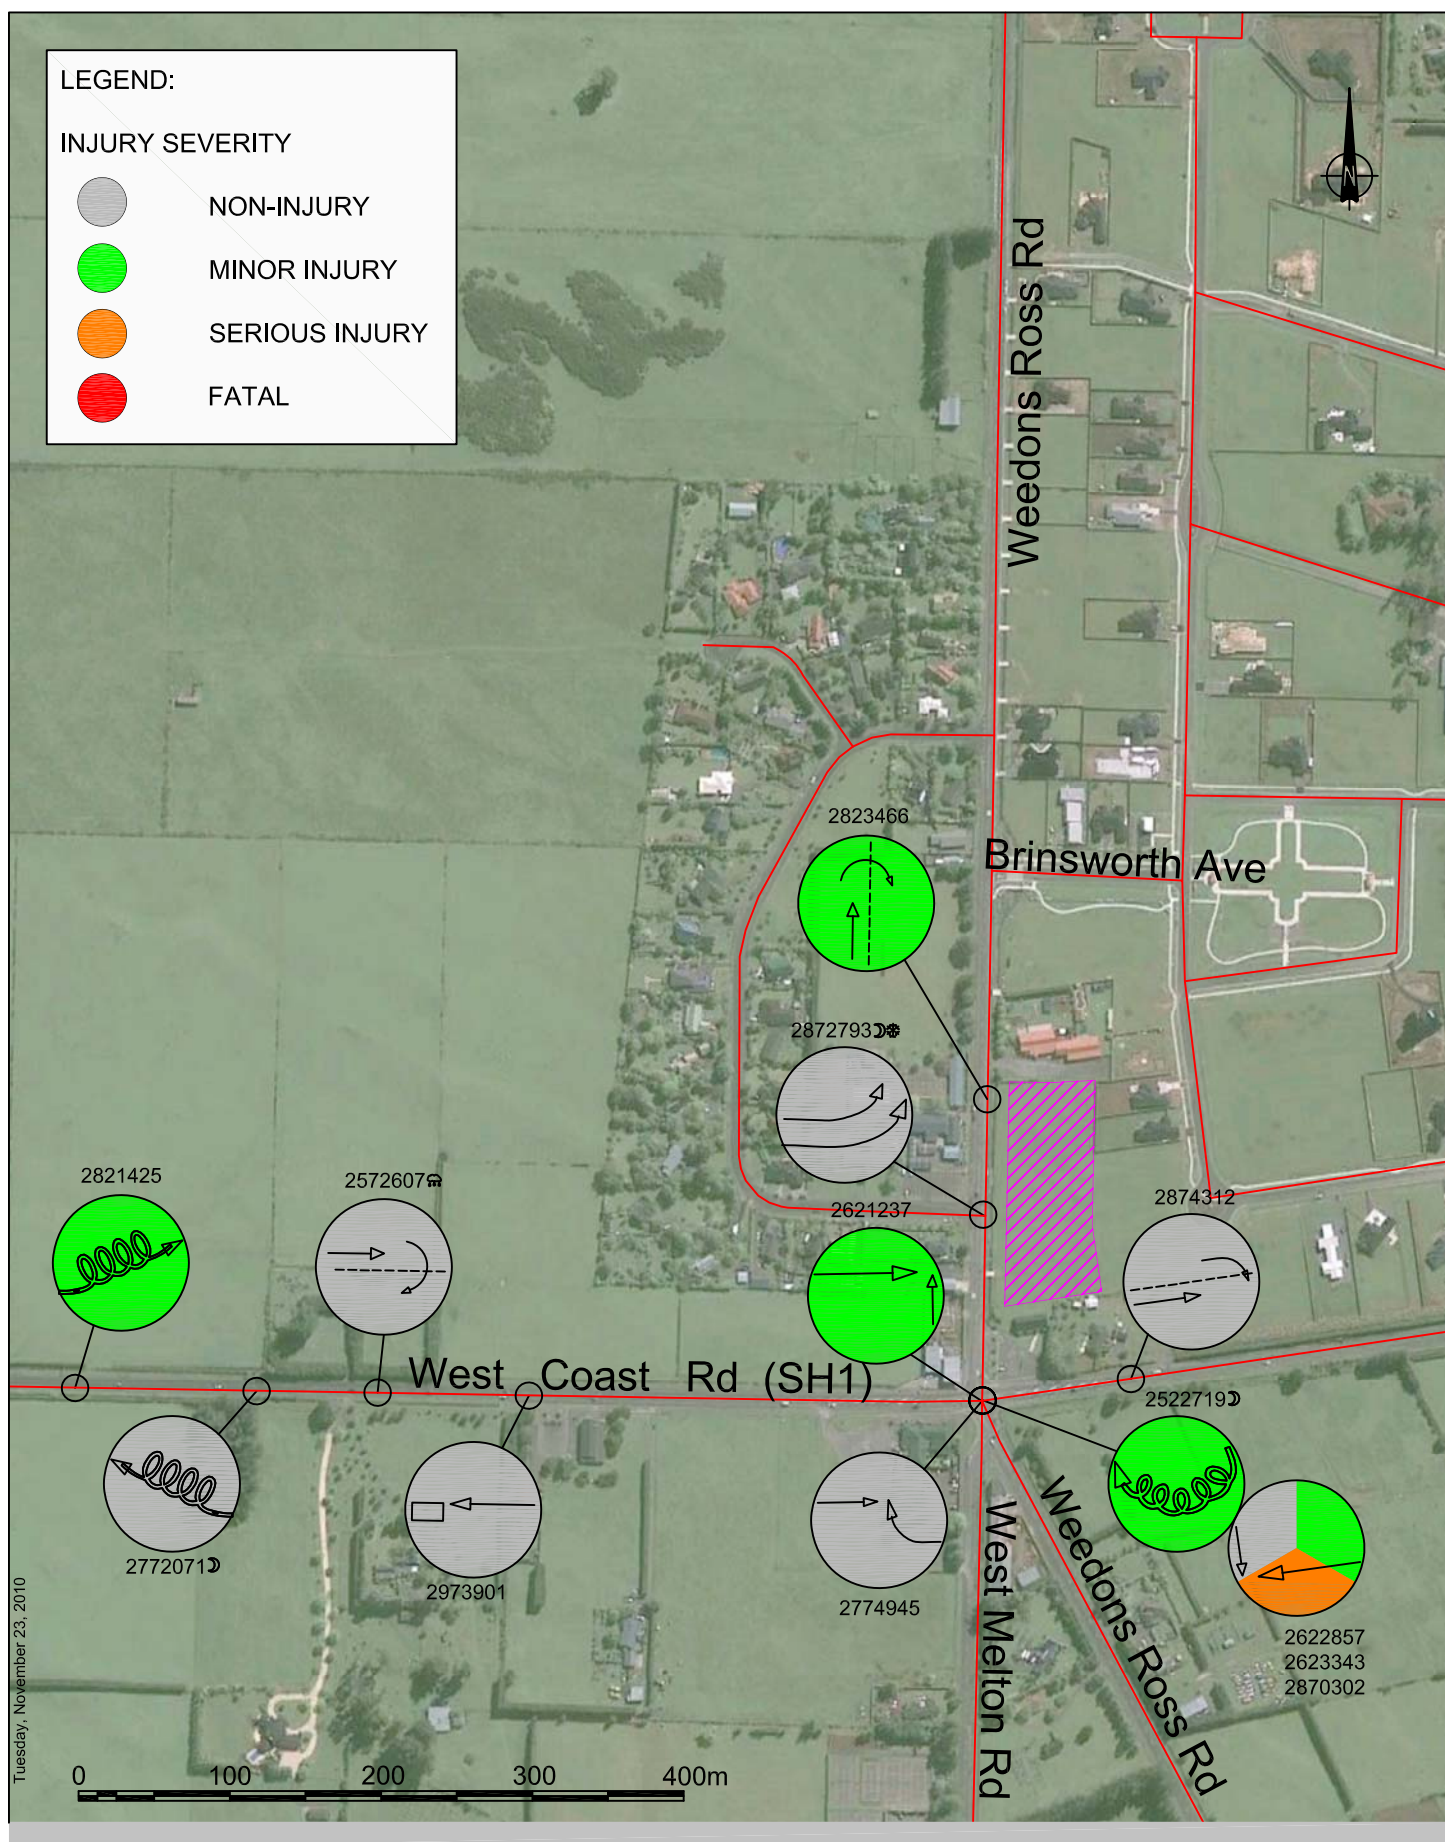 LEGEND:
INJURY SEVERITY
NON-INJURY
MINOR INJURY
SERIOUS INJURY
FATAL
N
Weedons Ross Rd
2823466
Brinsworth Ave
2872793
2821425
2572607
2621237
2874312
West Coast Rd (SH1)
2522719
2772071
2973901
2774945
West Melton Rd
Weedons Ross Rd
2622857
2623343
2870302
Tuesday, November 23, 2010
0 100 200 300 400m